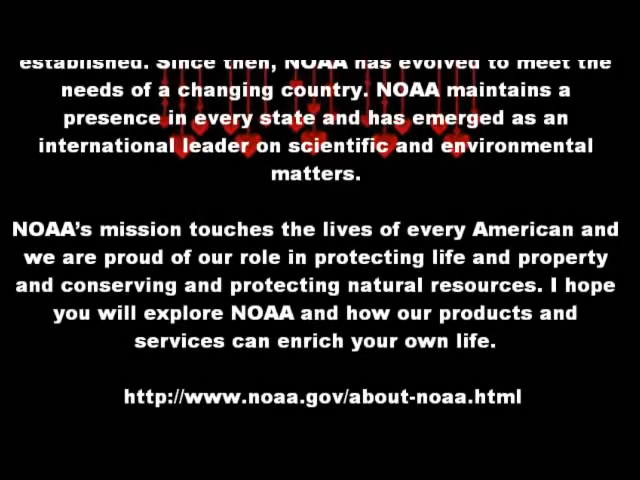 established. Since then, NOAA has evolved to meet the
needs of a changing country. NOAA maintains a
presence in every state and has emerged as an
international leader on scientific and environmental
matters.
NOAA’s mission touches the lives of every American and
we are proud of our role in protecting life and property
and conserving and protecting natural resources. I hope
you will explore NOAA and how our products and
services can enrich your own life.
http://www.noaa.gov/about-noaa.html